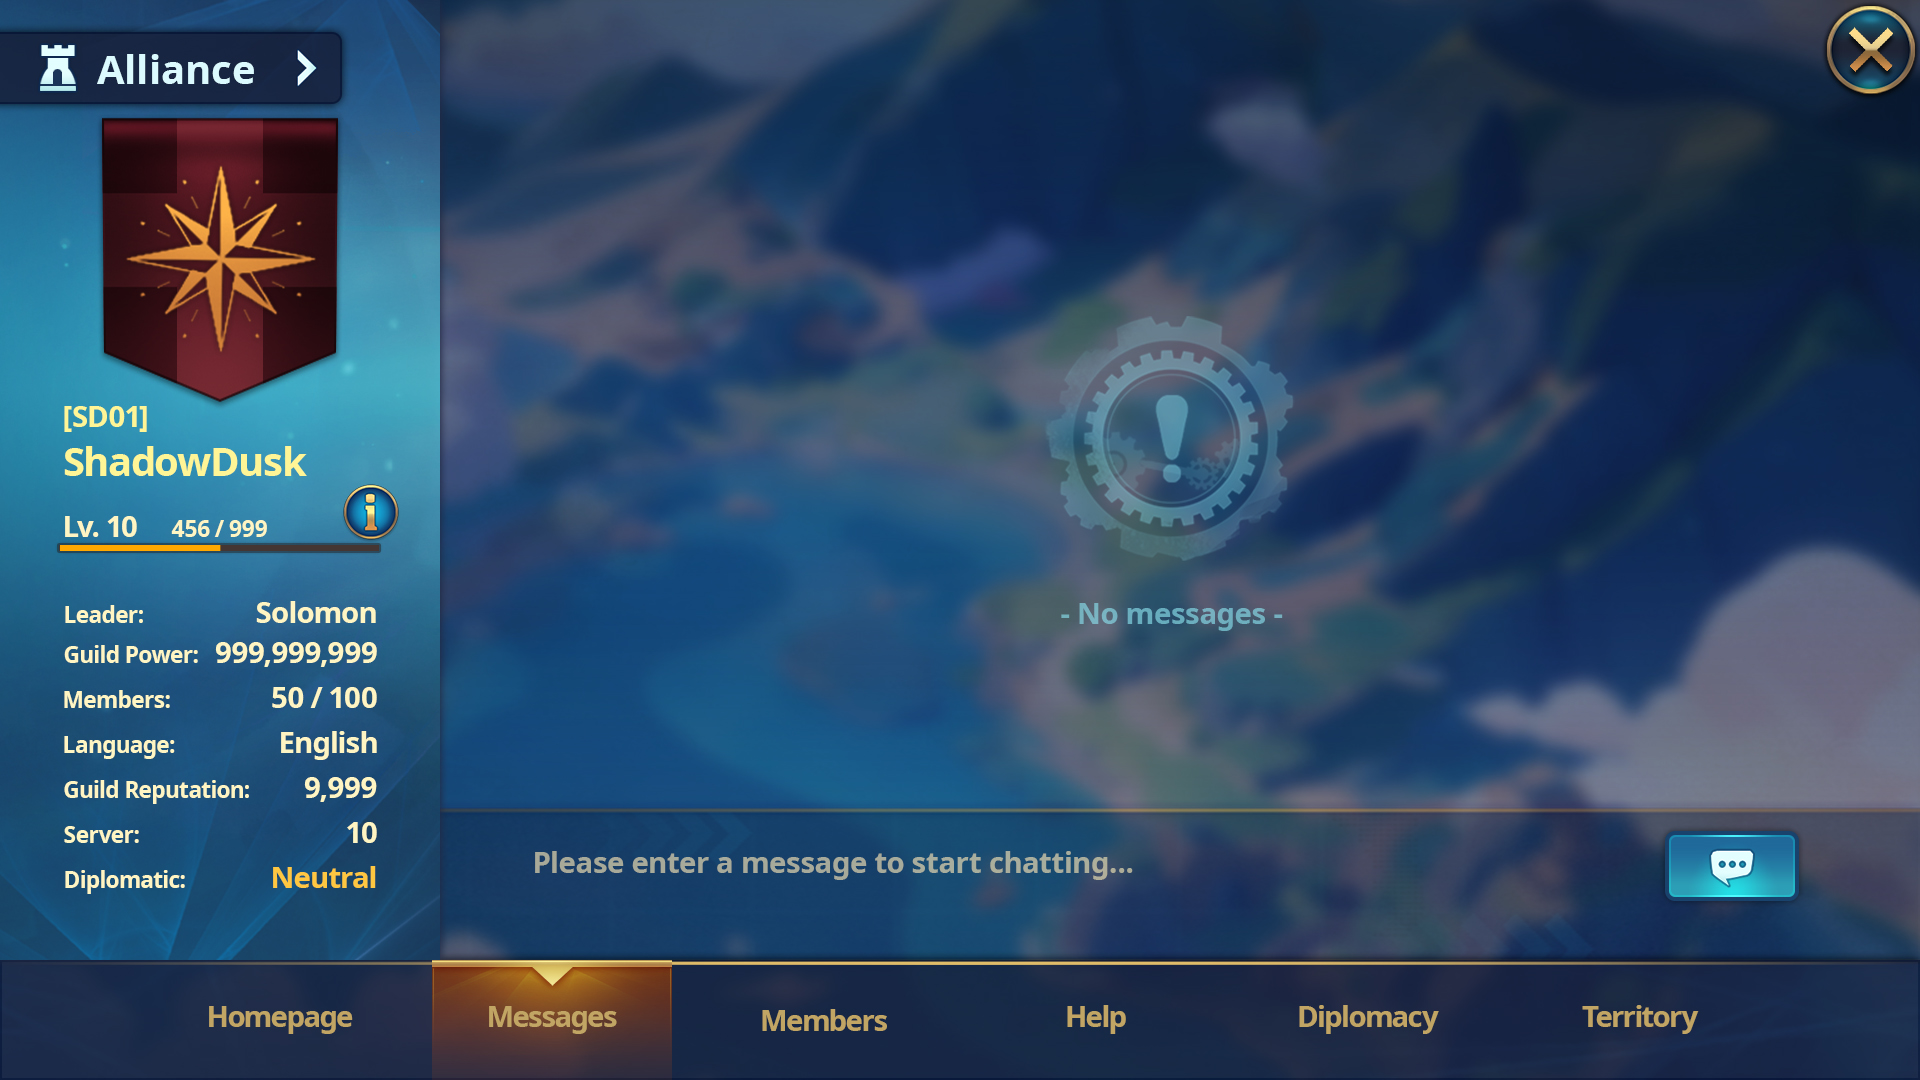 Alliance
[SD01]
ShadowDusk
Lv. 10 456 / 999
Leader: Solomon
Guild Power: 999,999,999
Members: 50 / 100
Language: English
Guild Reputation: 9,999
Server: 10
Diplomatic: Neutral
- No messages -
Please enter a message to start chatting...
Homepage Messages Members Help Diplomacy Territory